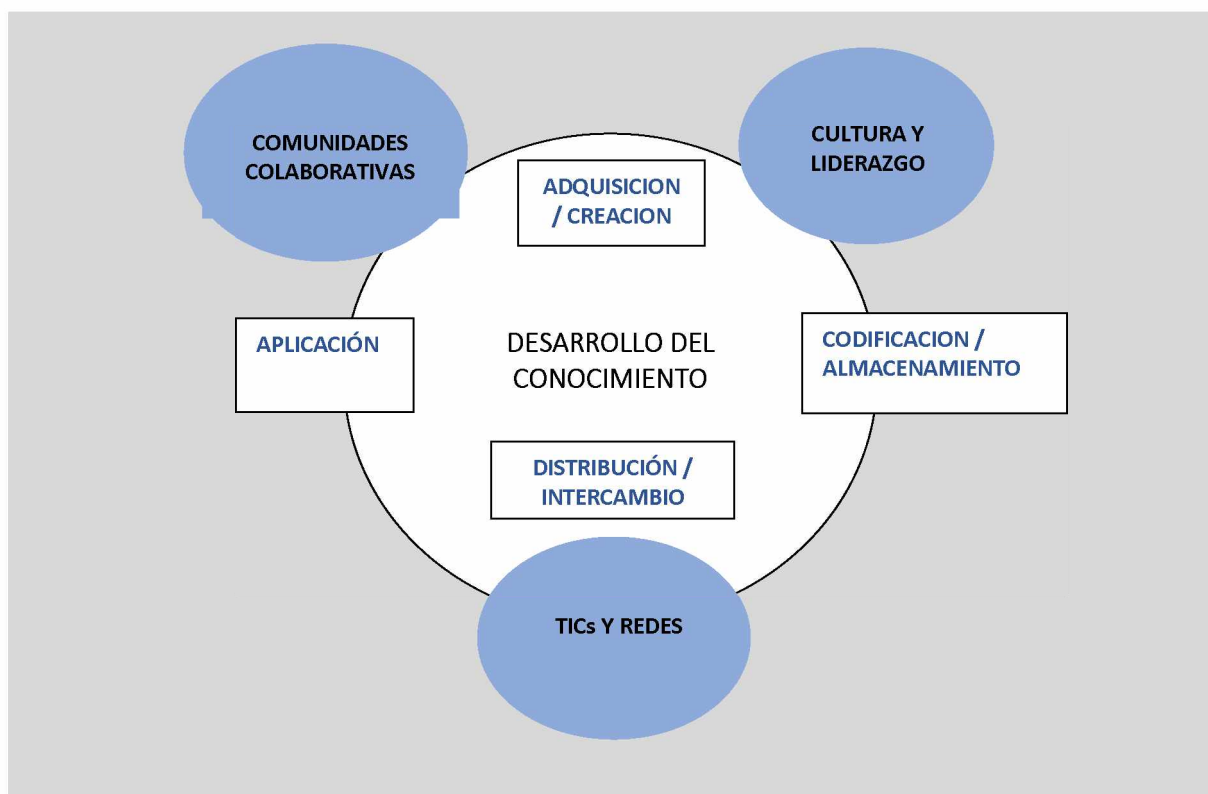 COMUNIDADES
COLABORATIVAS
CULTURA Y
LIDERAZGO
ADQUISICION
/ CREACION
APLICACIÓN
DESARROLLO DEL
CONOCIMIENTO
CODIFICACION /
ALMACENAMIENTO
DISTRIBUCIÓN /
INTERCAMBIO
TICs Y REDES